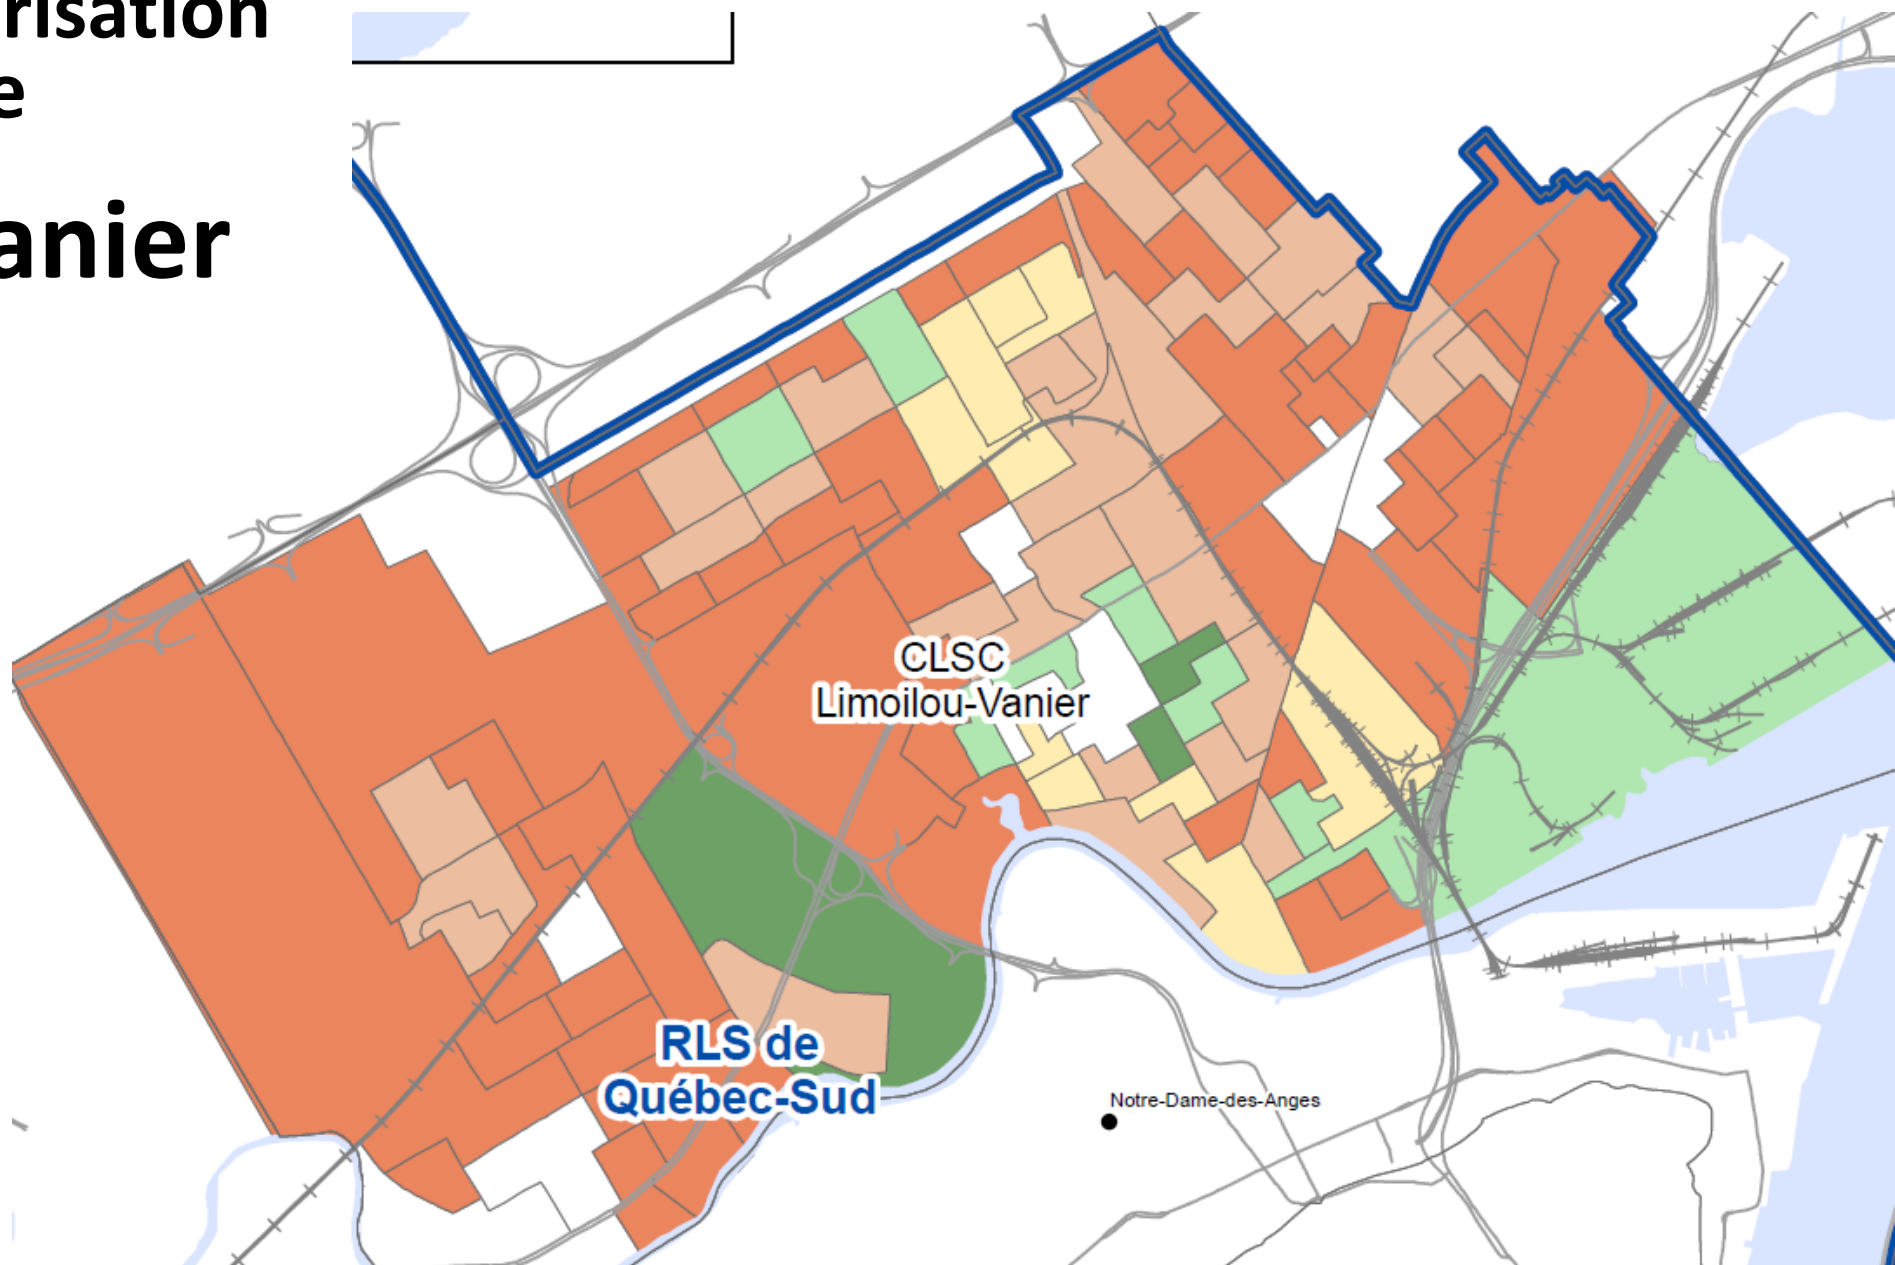 risation
e
anier
CLSC
Limoilou-Vanier
RLS de
Québec-Sud
Notre-Dame-des-Anges